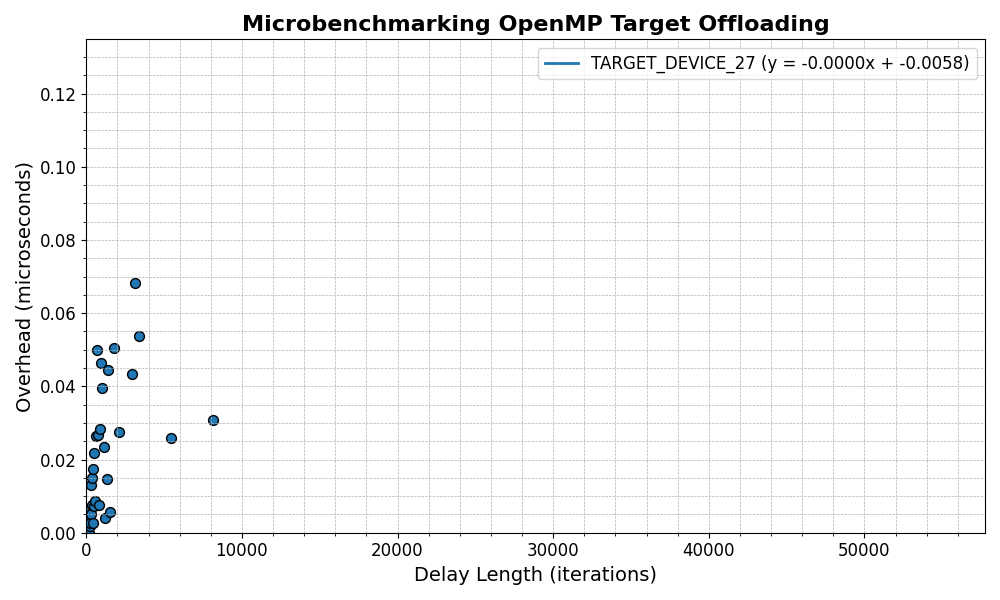 Microbenchmarking OpenMP Target Offloading
TARGET_DEVICE_27 (y = -0.0000x + -0.0058)
Overhead (microseconds)
0.12
0.10
0.08
0.06
0.04
0.02
0.00
0 10000 20000 30000 40000 50000
Delay Length (iterations)